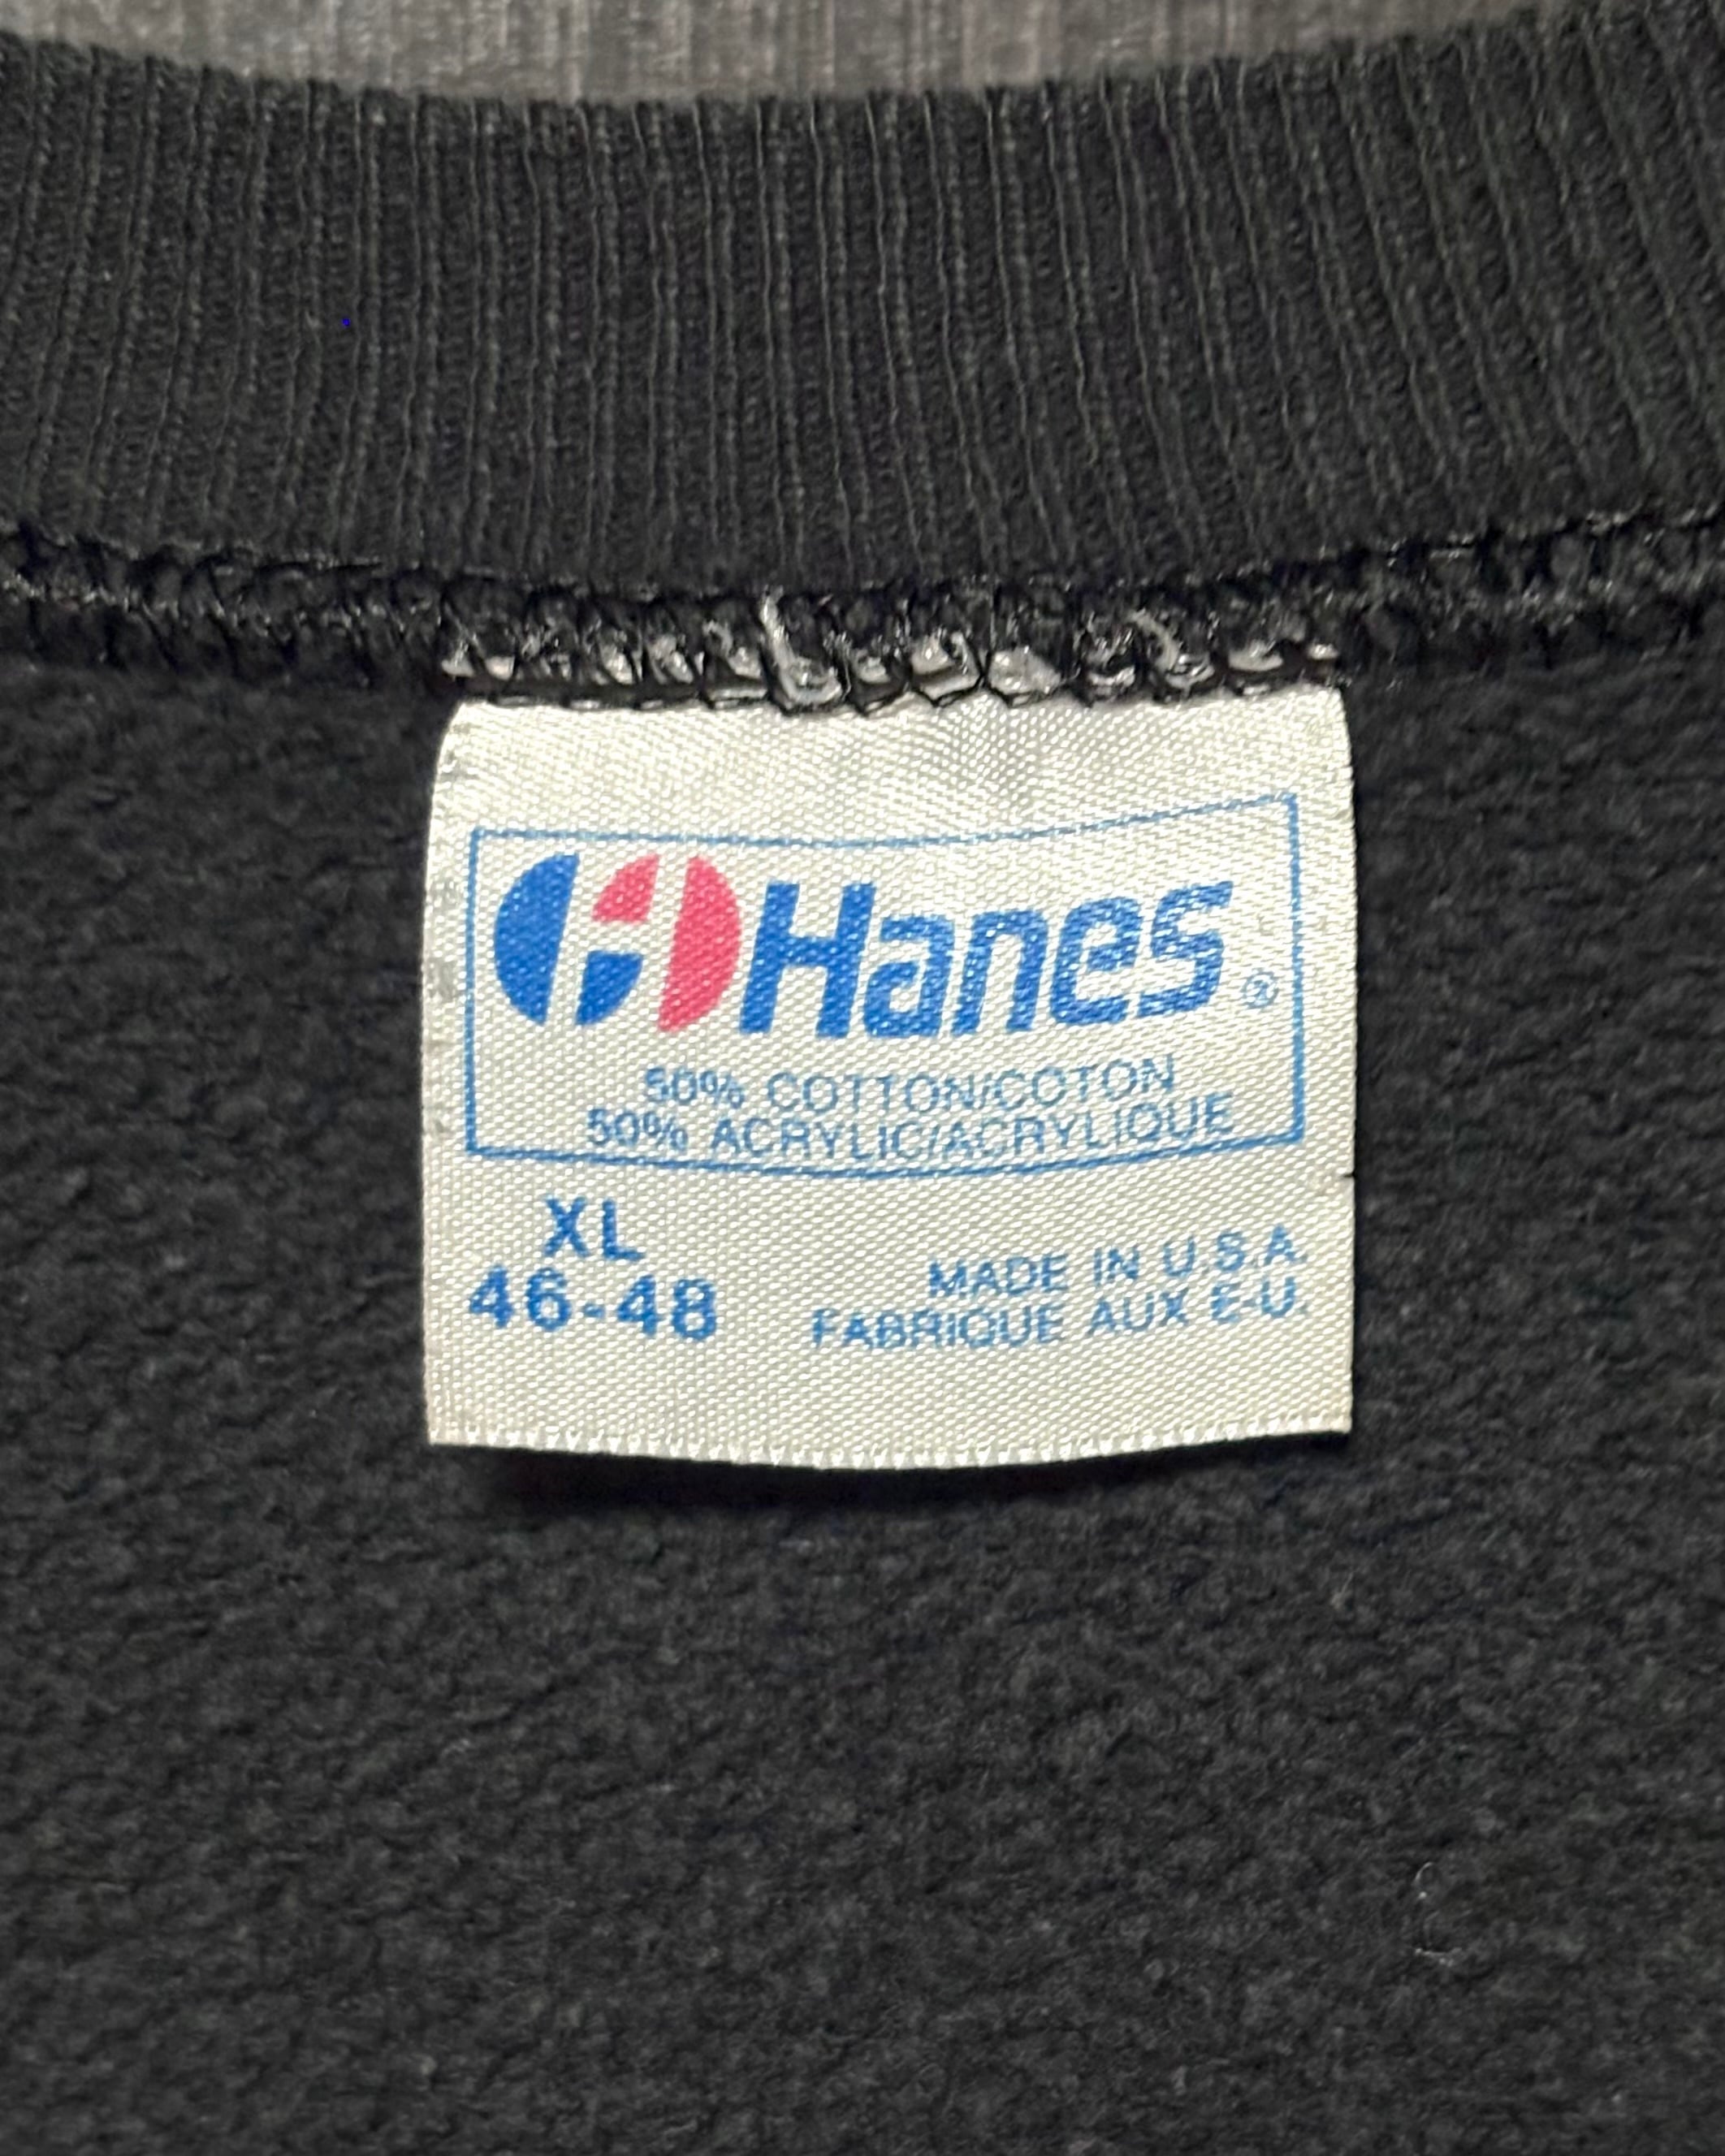 Hanes®
50% COTTON/COTON
50% ACRYLIC/ACRYLIQUE
XL
46-48
MADE IN U.S.A.
FABRIQUE AUX E-U.